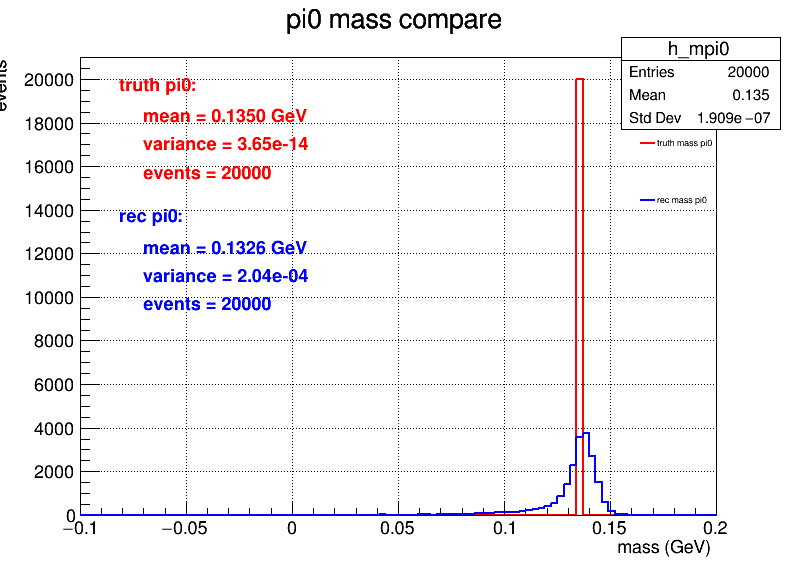 pi0 mass compare
h_mpi0
Entries 20000
Mean 0.135
Std Dev 1.909e−07
truth mass pi0
rec mass pi0
events
truth pi0:
mean = 0.1350 GeV
variance = 3.65e-14
events = 20000
rec pi0:
mean = 0.1326 GeV
variance = 2.04e-04
events = 20000
20000
18000
16000
14000
12000
10000
8000
6000
4000
2000
0
−0.1 −0.05 0 0.05 0.1 0.15 0.2
mass (GeV)